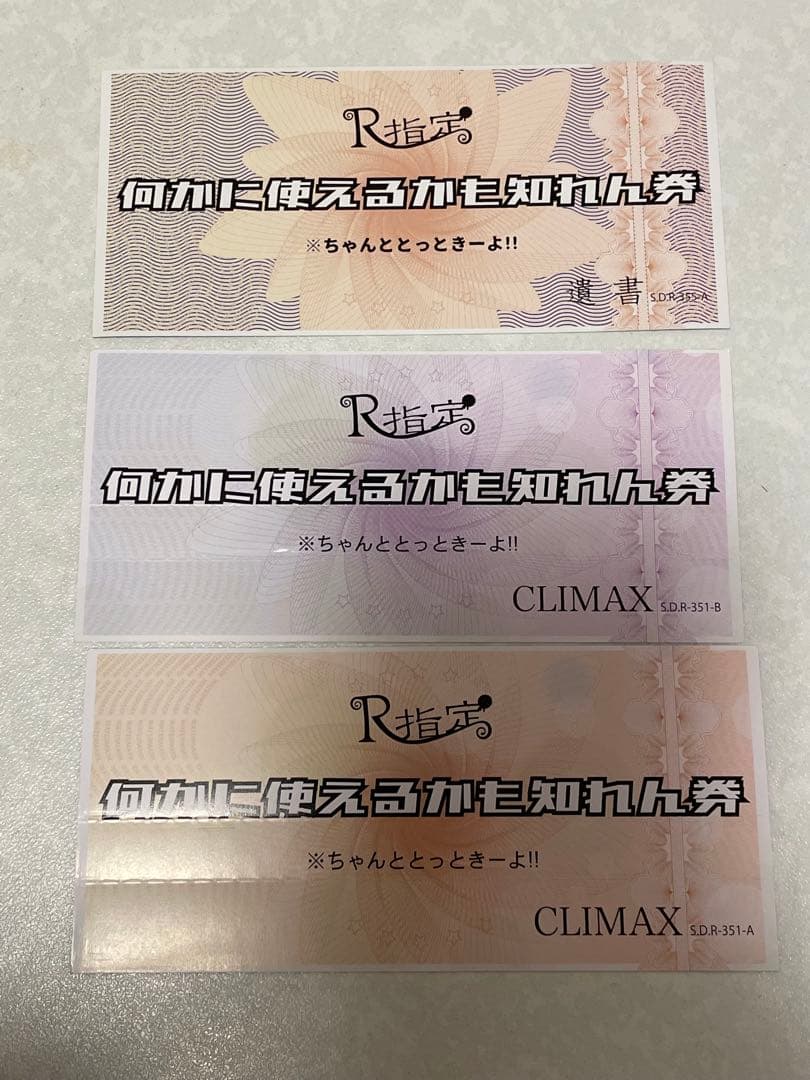 R指定
何かに使えるかも知れん券
※ちゃんととっときーよ!!
遺書 S.D.R-355-A
R指定
何かに使えるかも知れん券
※ちゃんととっときーよ!!
CLIMAX S.D.R-351-B
R指定
何かに使えるかも知れん券
※ちゃんととっときーよ!!
CLIMAX S.D.R-351-A